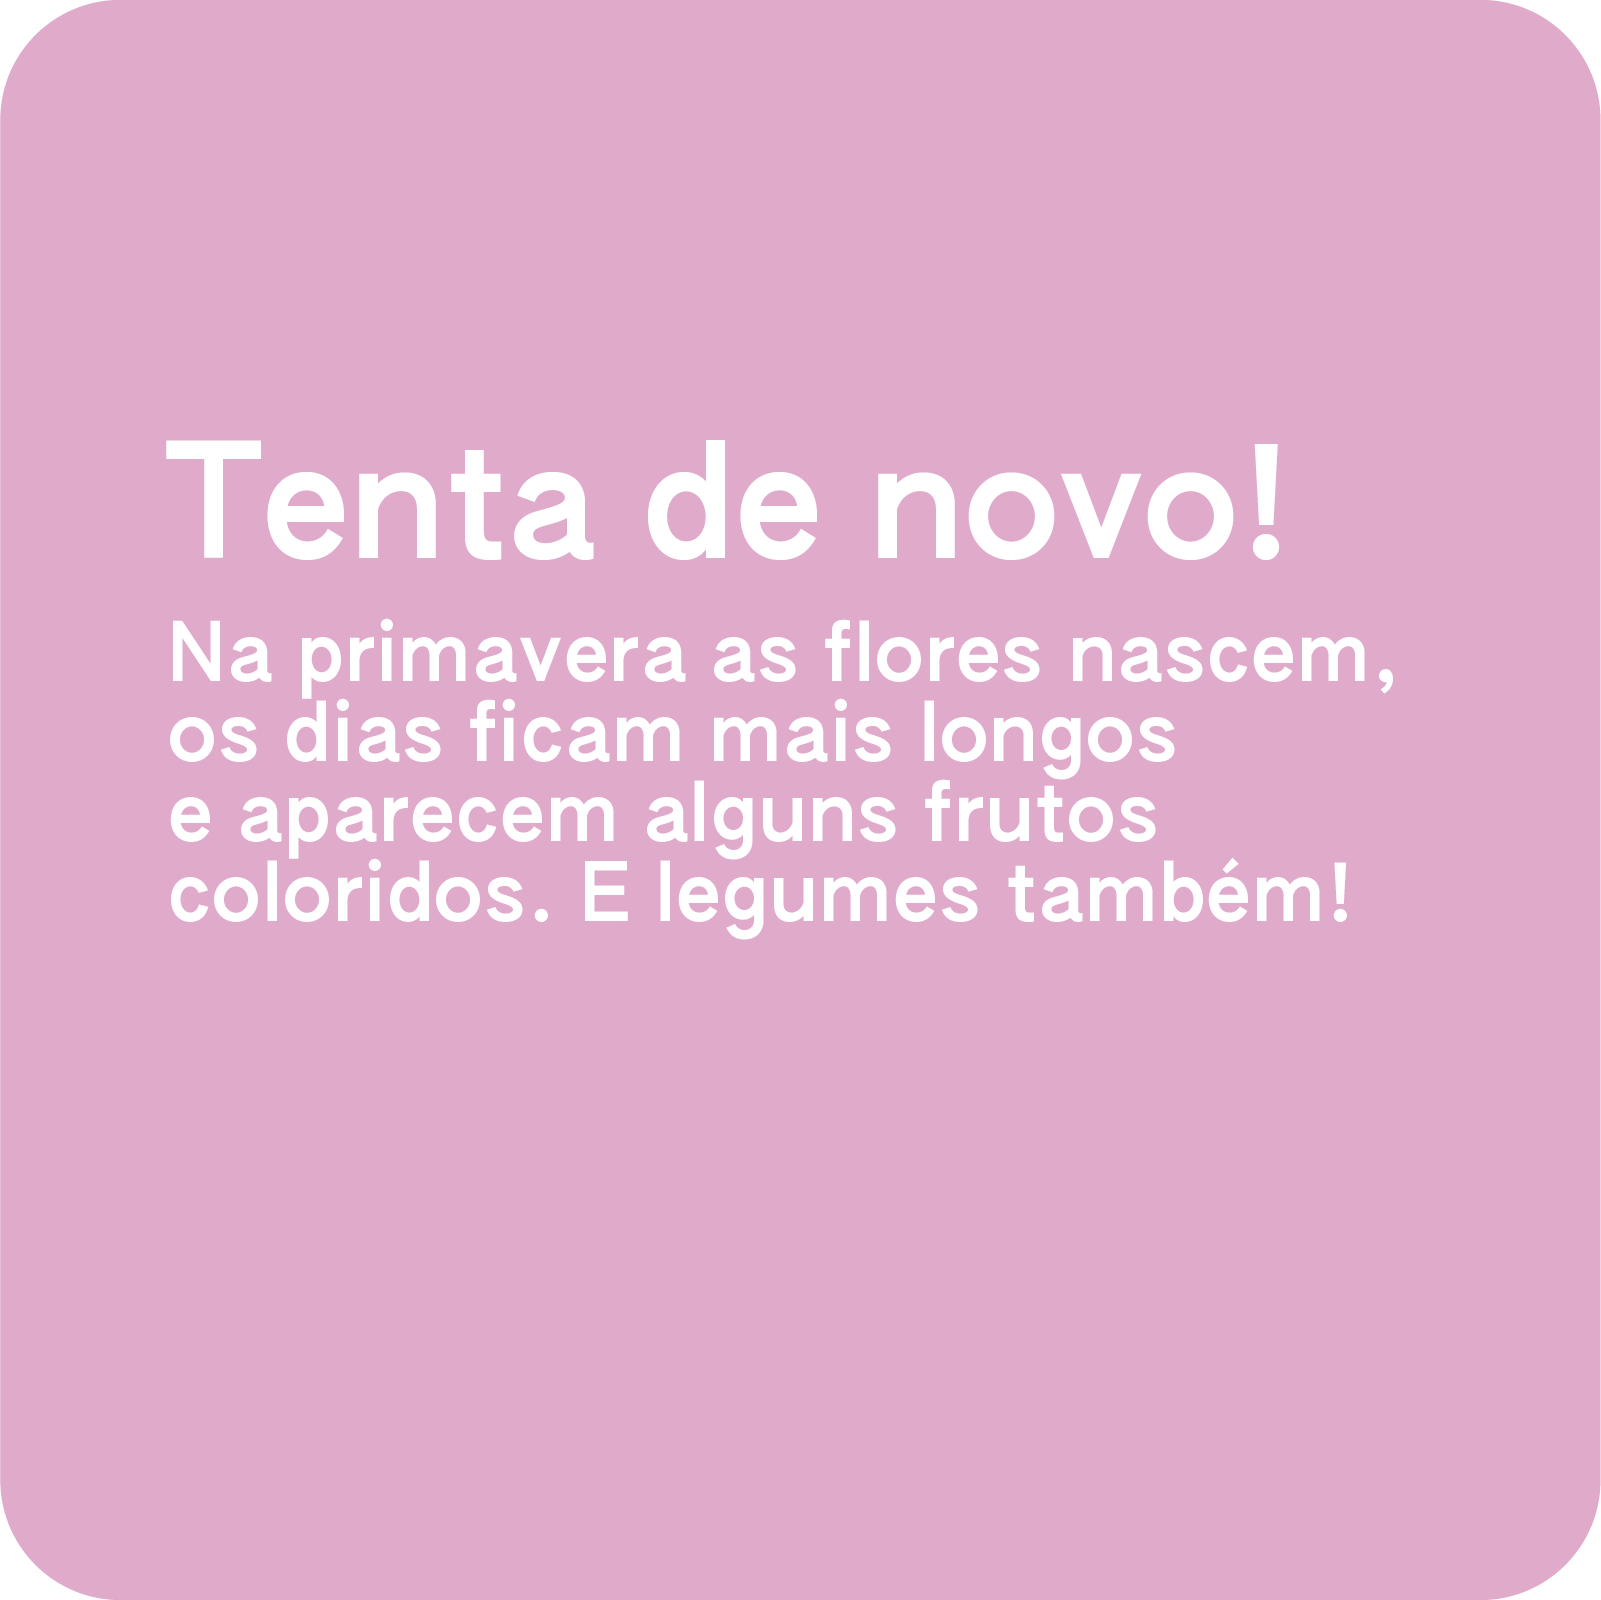 Tenta de novo!
Na primavera as flores nascem,
os dias ficam mais longos
e aparecem alguns frutos
coloridos. E legumes também!